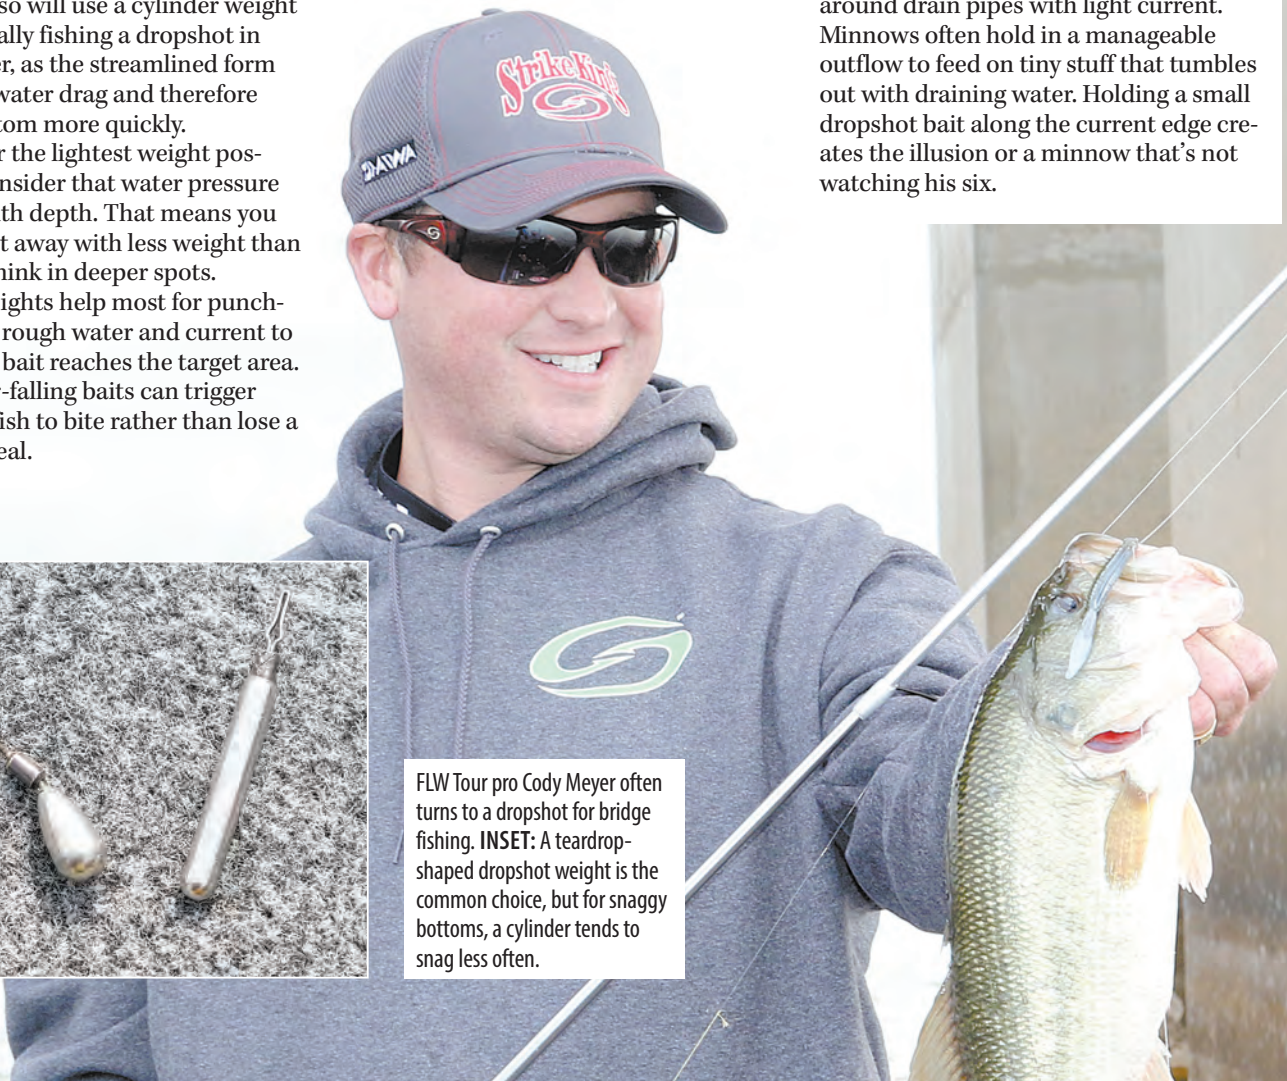 so will use a cylinder weight
ally fishing a dropshot in
r, as the streamlined form
water drag and therefore
tom more quickly.
r the lightest weight pos-
nsider that water pressure
th depth. That means you
t away with less weight than
hink in deeper spots.
ights help most for punch-
rough water and current to
bait reaches the target area.
-falling baits can trigger
ish to bite rather than lose a
eal.
around drain pipes with light current.
Minnows often hold in a manageable
outflow to feed on tiny stuff that tumbles
out with draining water. Holding a small
dropshot bait along the current edge cre-
ates the illusion or a minnow that's not
watching his six.
Strike King
DAIWA
FLW Tour pro Cody Meyer often
turns to a dropshot for bridge
fishing. INSET: A teardrop-
shaped dropshot weight is the
common choice, but for snaggy
bottoms, a cylinder tends to
snag less often.